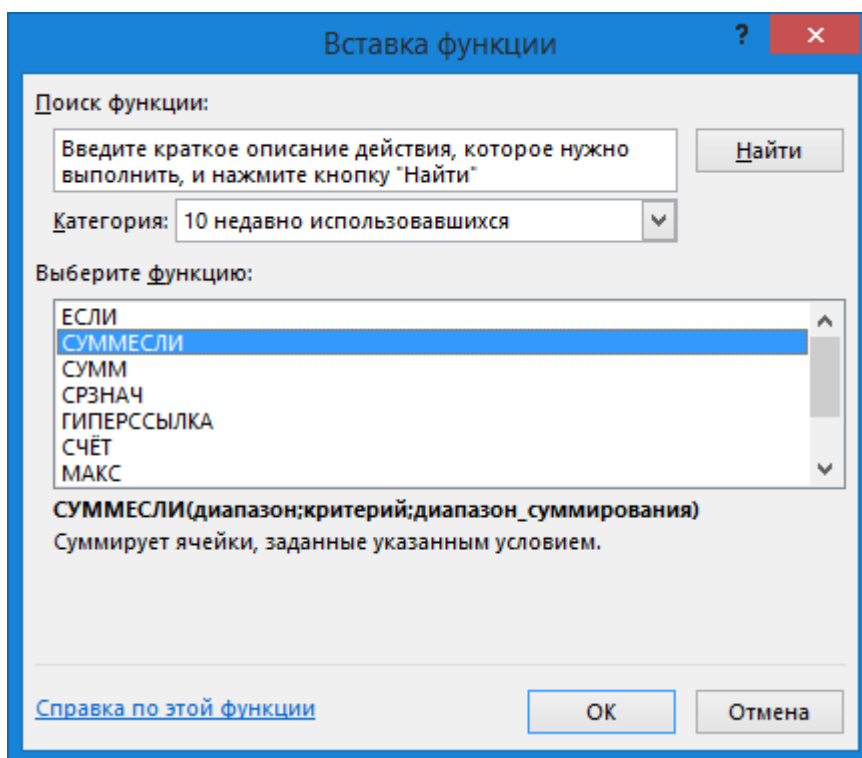 Вставка функции
?
Поиск функции:
Введите краткое описание действия, которое нужно
выполнить, и нажмите кнопку "Найти"
Найти
Категория: 10 недавно использовавшихся
Выберите функцию:
ЕСЛИ
СУММЕСЛИ
СУММ
СРЗНАЧ
ГИПЕРССЫЛКА
СЧЁТ
МАКС
СУММЕСЛИ(диапазон;критерий;диапазон_суммирования)
Суммирует ячейки, заданные указанным условием.
Справка по этой функции
ОК
Отмена